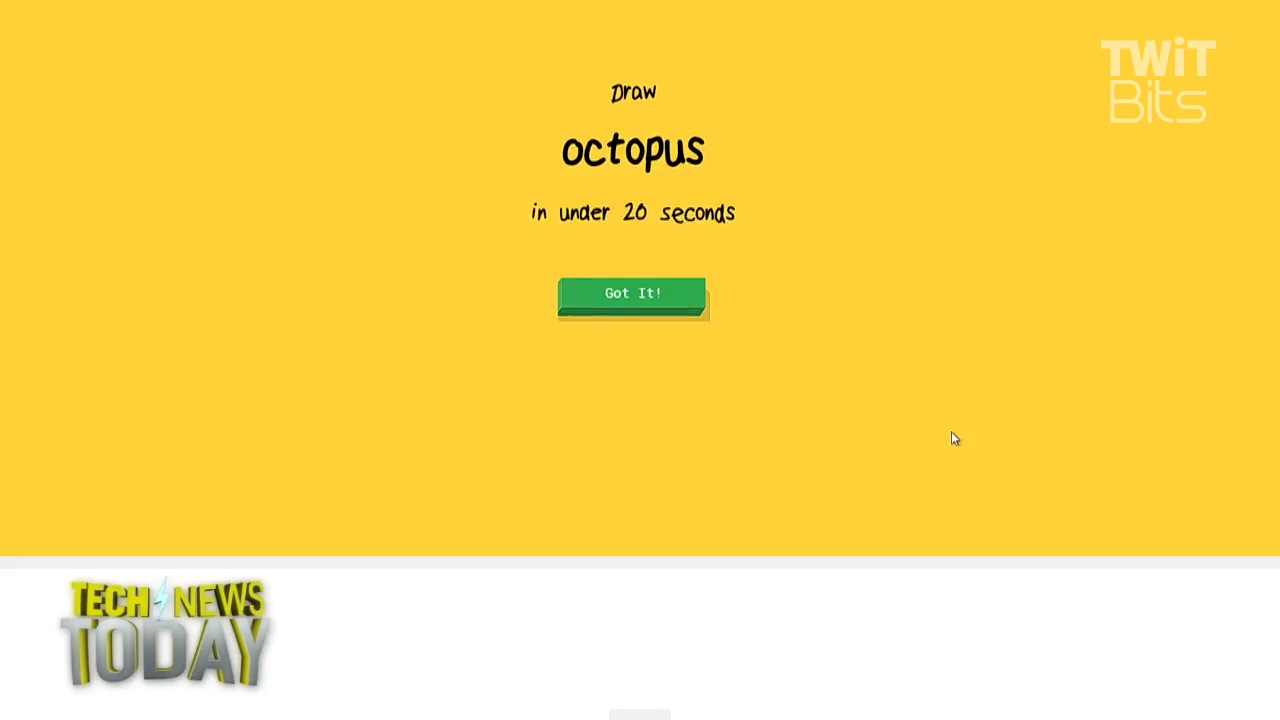 TWiT
Bits
Draw
octopus
in under 20 seconds
Got It!
TECH NEWS
TODAY